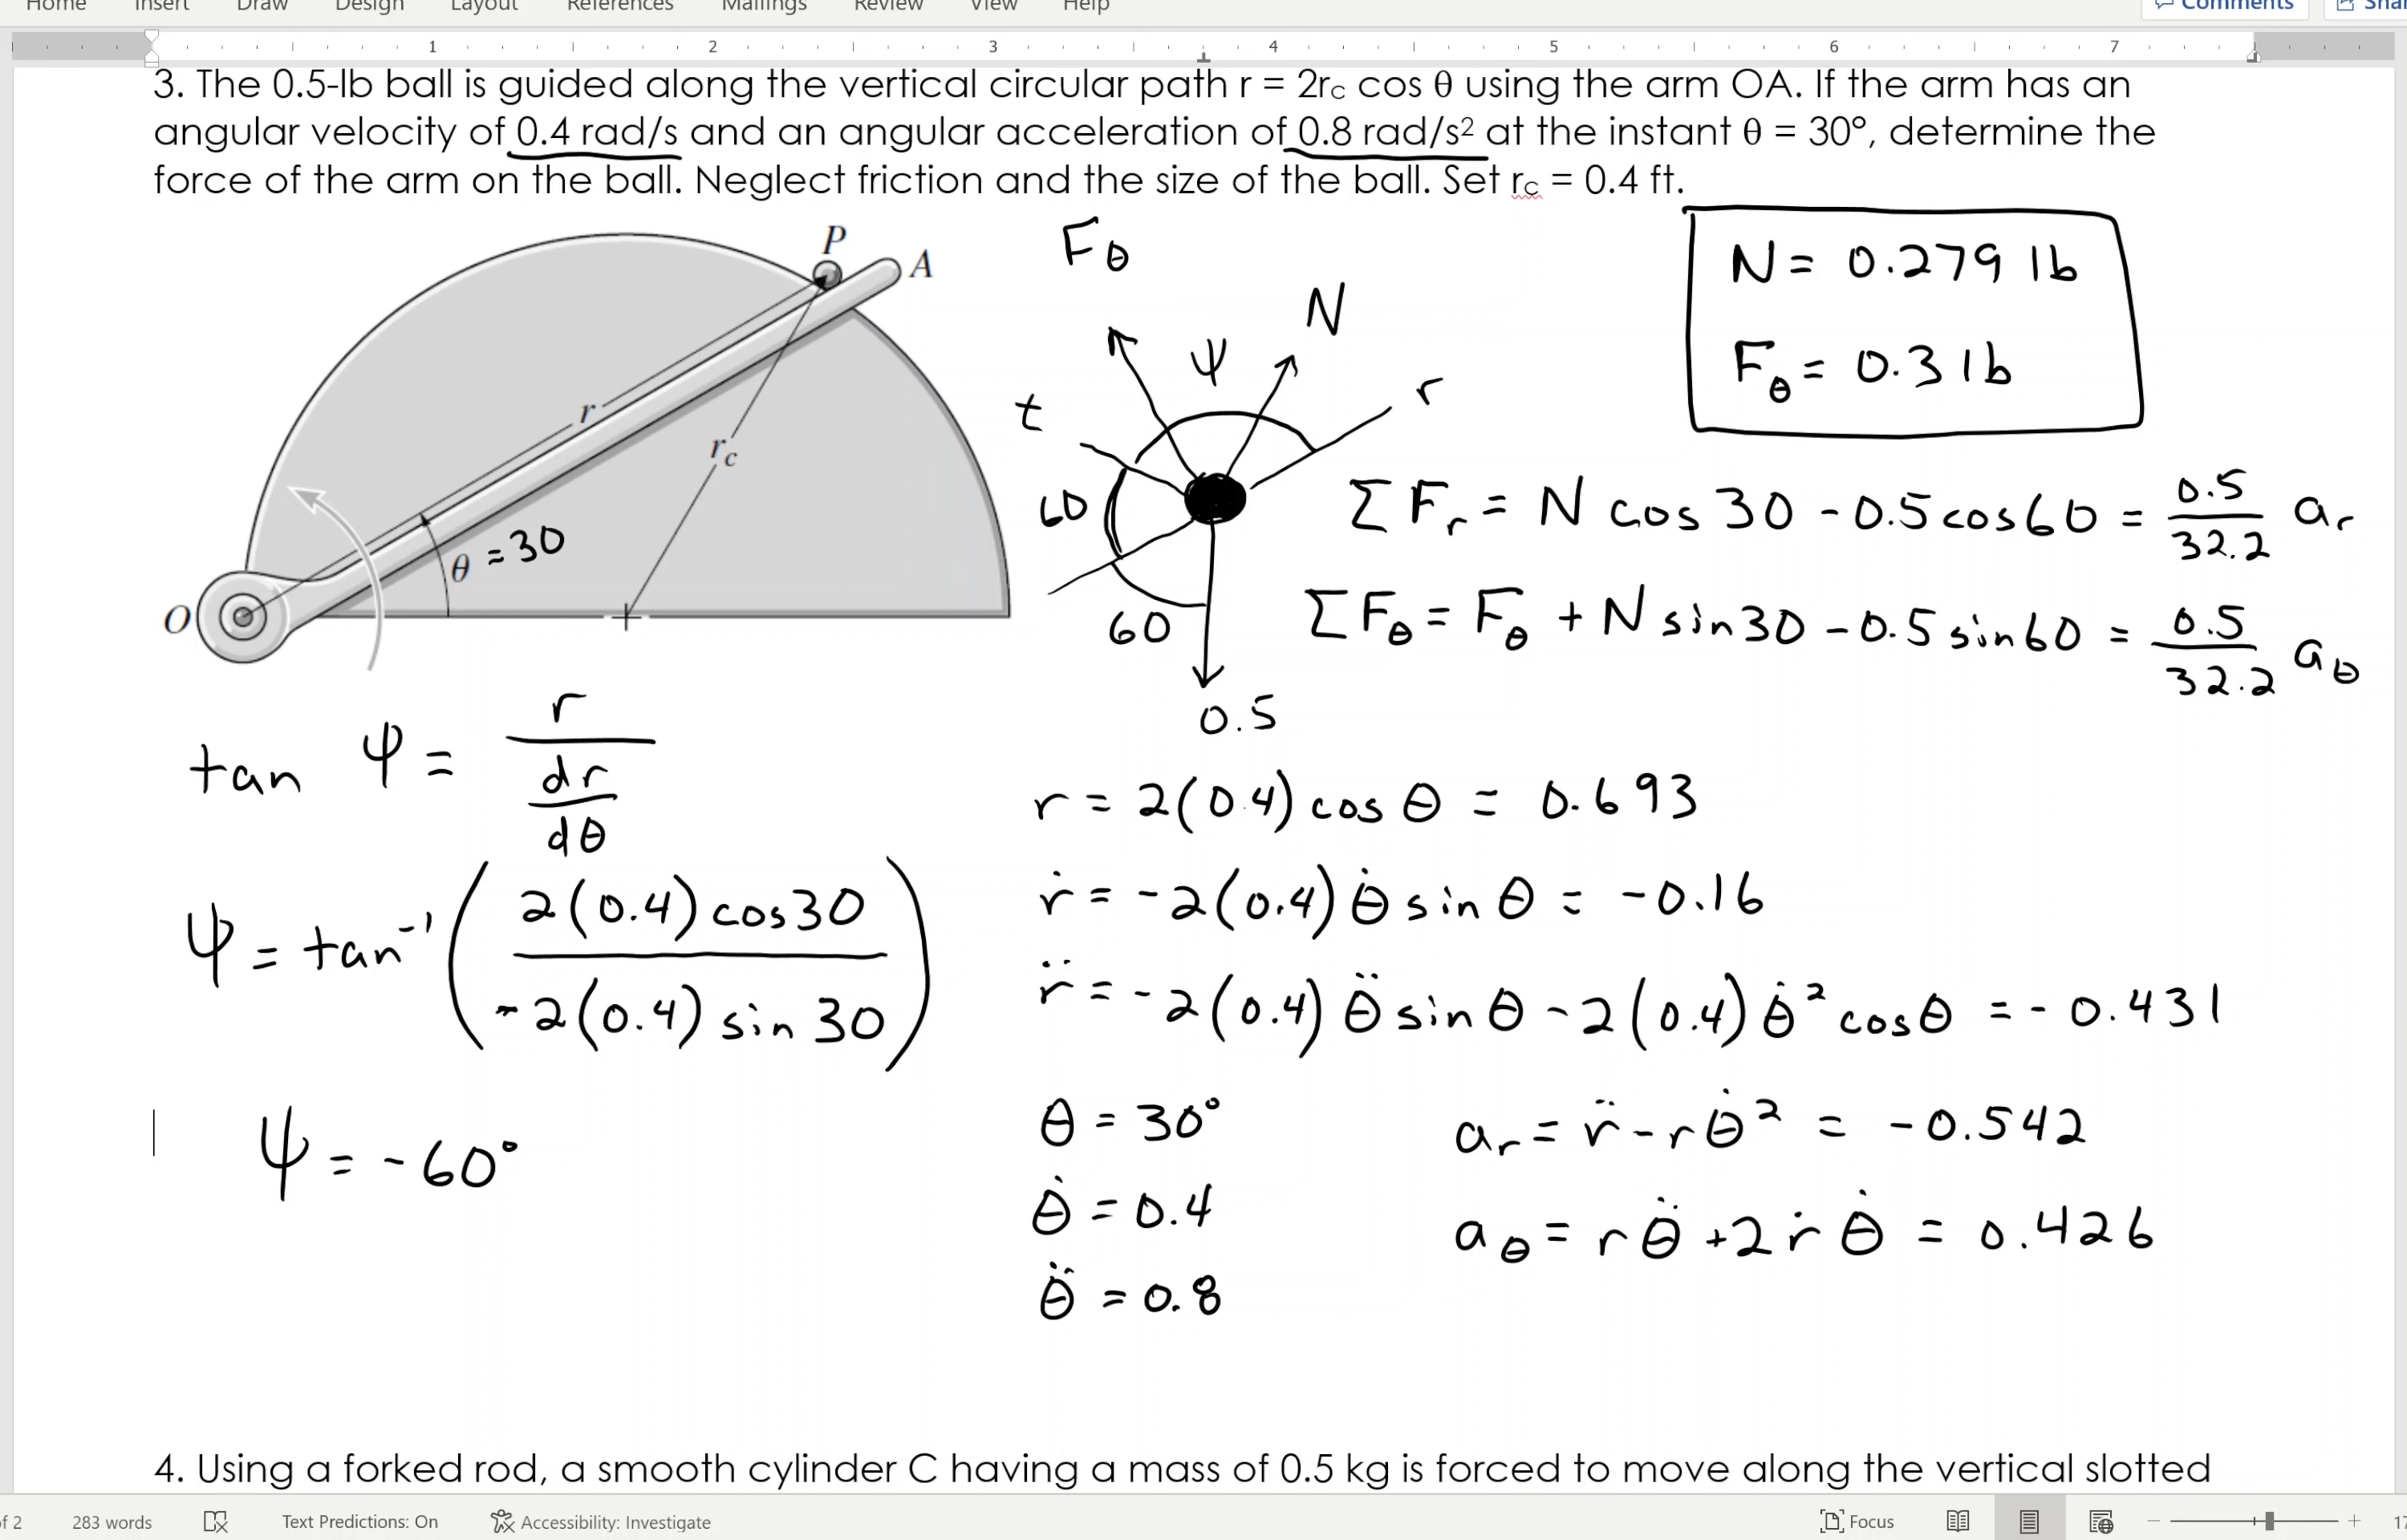 Home Insert Draw Design Layout References Mailings Review View Help Comments
1 2 3 4 5 6 7
3. The 0.5-lb ball is guided along the vertical circular path r = 2rc cos θ using the arm OA. If the arm has an
angular velocity of 0.4 rad/s and an angular acceleration of 0.8 rad/s² at the instant θ = 30°, determine the
force of the arm on the ball. Neglect friction and the size of the ball. Set rc = 0.4 ft.
P
A
r
rc
θ = 30
O
Fθ
N
ψ
r
t
60
60
0.5
N = 0.279 lb
Fθ = 0.3 lb
ΣFr = N cos 30 - 0.5 cos 60 = 0.5/32.2 ar
ΣFθ = Fθ + N sin 30 - 0.5 sin 60 = 0.5/32.2 aθ
tan ψ = r / (dr/dθ)
ψ = tan⁻¹ (2(0.4) cos 30 / -2(0.4) sin 30)
ψ = -60°
r = 2(0.4) cos θ = 0.693
ṙ = -2(0.4) θ̇ sin θ = -0.16
r̈ = -2(0.4) θ̈ sin θ - 2(0.4) θ̇² cos θ = -0.431
θ = 30°
θ̇ = 0.4
θ̈ = 0.8
ar = r̈ - rθ̇² = -0.542
aθ = rθ̈ + 2ṙθ̇ = 0.426
4. Using a forked rod, a smooth cylinder C having a mass of 0.5 kg is forced to move along the vertical slotted
of 2 283 words Text Predictions: On Accessibility: Investigate Focus